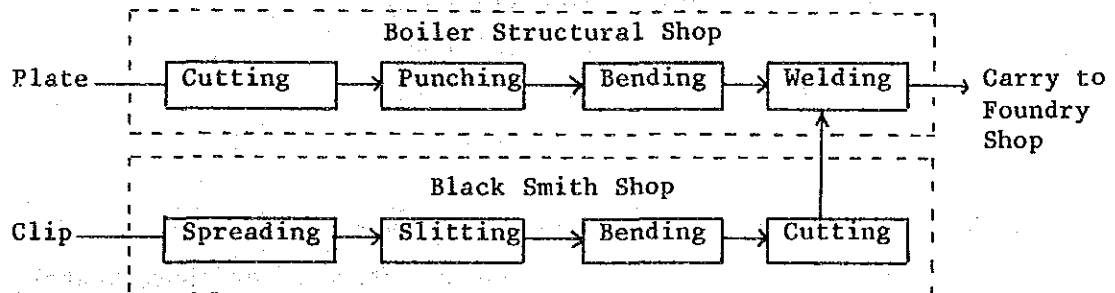 Boiler Structural Shop
Plate Cutting Punching Bending Welding Carry to
Foundry
Shop
Black Smith Shop
Clip Spreading Slitting Bending Cutting